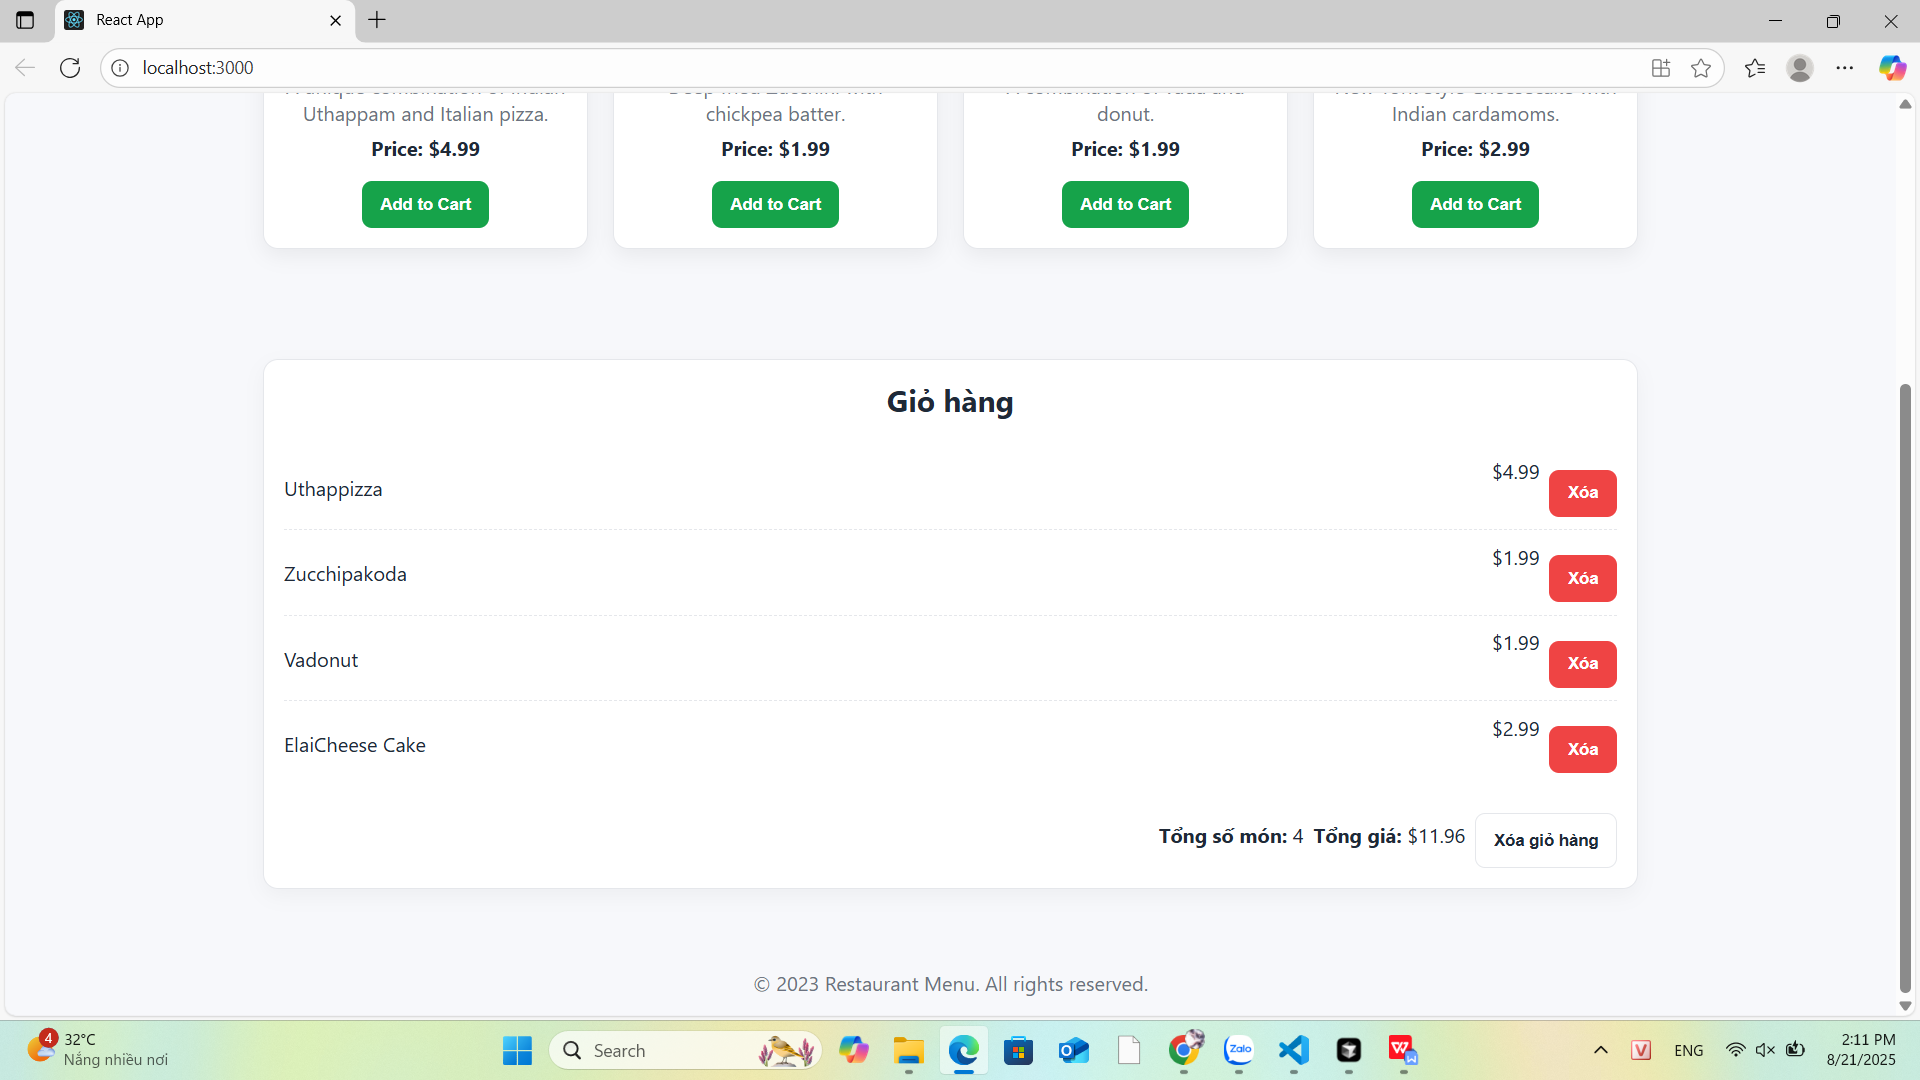 React App
localhost:3000
Uthappam and Italian pizza.
Price: $4.99
Add to Cart
chickpea batter.
Price: $1.99
Add to Cart
donut.
Price: $1.99
Add to Cart
Indian cardamoms.
Price: $2.99
Add to Cart
Giỏ hàng
Uthappizza
$4.99
Xóa
Zucchipakoda
$1.99
Xóa
Vadonut
$1.99
Xóa
ElaiCheese Cake
$2.99
Xóa
Tổng số món: 4 Tổng giá: $11.96
Xóa giỏ hàng
© 2023 Restaurant Menu. All rights reserved.
4
32°C
Nắng nhiều nơi
Search
Zalo
ENG
2:11 PM
8/21/2025